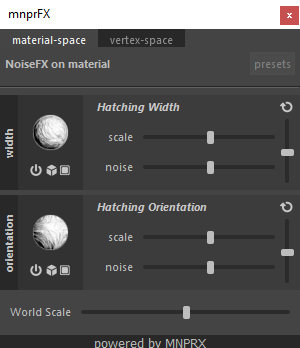 mnprFX
x
material-space vertex-space
NoiseFX on material presets
width
Hatching Width
scale
noise
orientation
Hatching Orientation
scale
noise
World Scale
powered by MNPRX